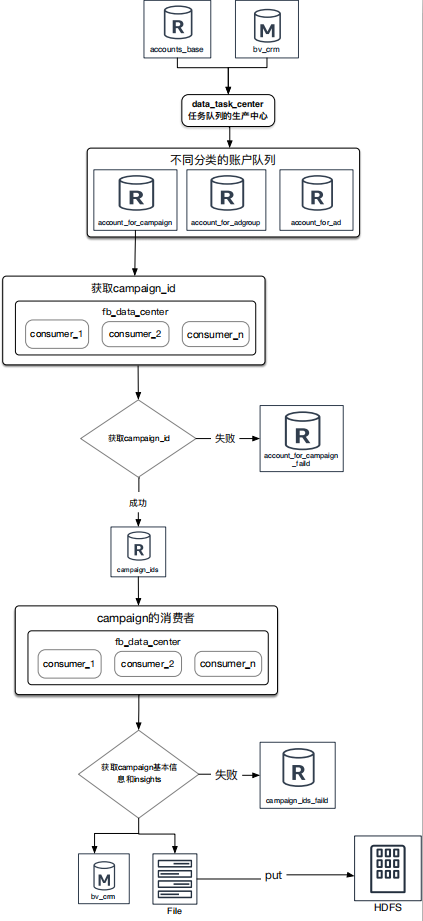 R
accounts_base
M
bv_crm
data_task_center
任务队列的生产中心
不同分类的账户队列
R
account_for_campaign
R
account_for_adgroup
R
account_for_ad
获取campaign_id
fb_data_center
consumer_1
consumer_2
consumer_n
获取campaign_id
失败
R
account_for_campaign
_faild
成功
R
campaign_ids
campaign的消费者
fb_data_center
consumer_1
consumer_2
consumer_n
获取campaign基本信
息和insights
失败
R
campaign_ids_faild
M
bv_crm
File
put
HDFS